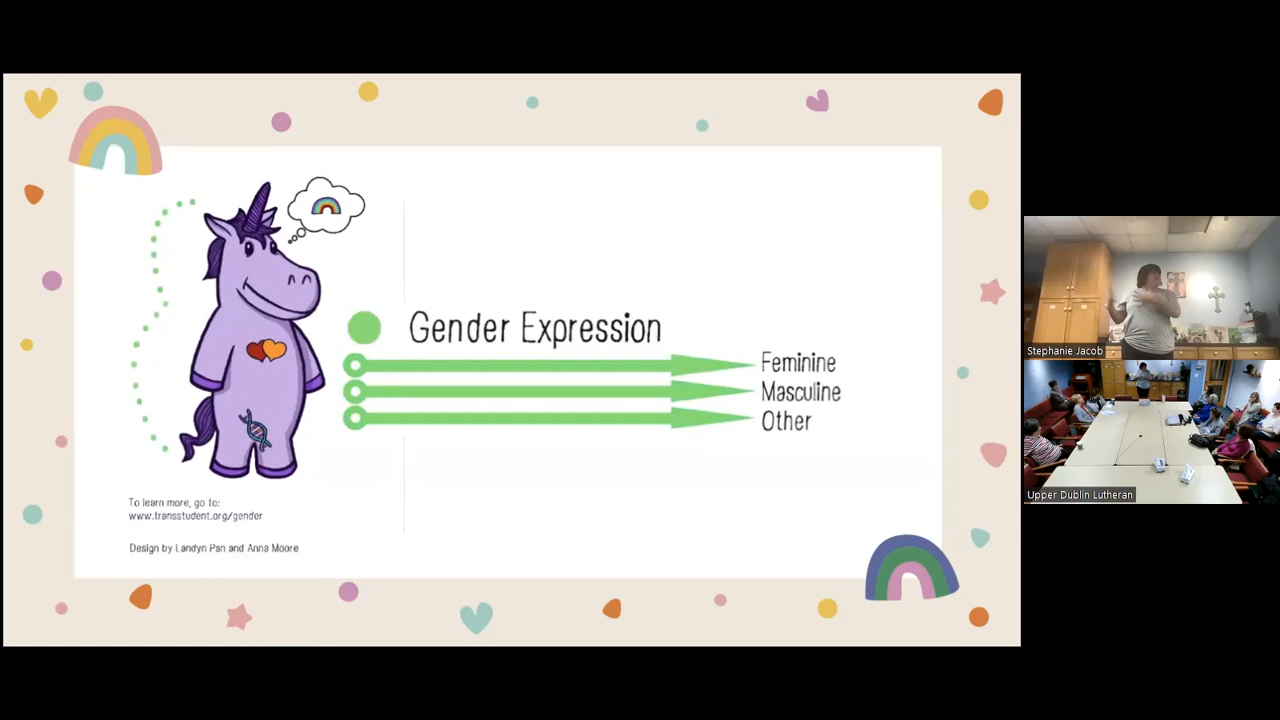 Gender Expression
Feminine
Masculine
Other
To learn more, go to:
www.transstudent.org/gender
Design by Landyn Pan and Anna Moore
Stephanie Jacob
Upper Dublin Lutheran